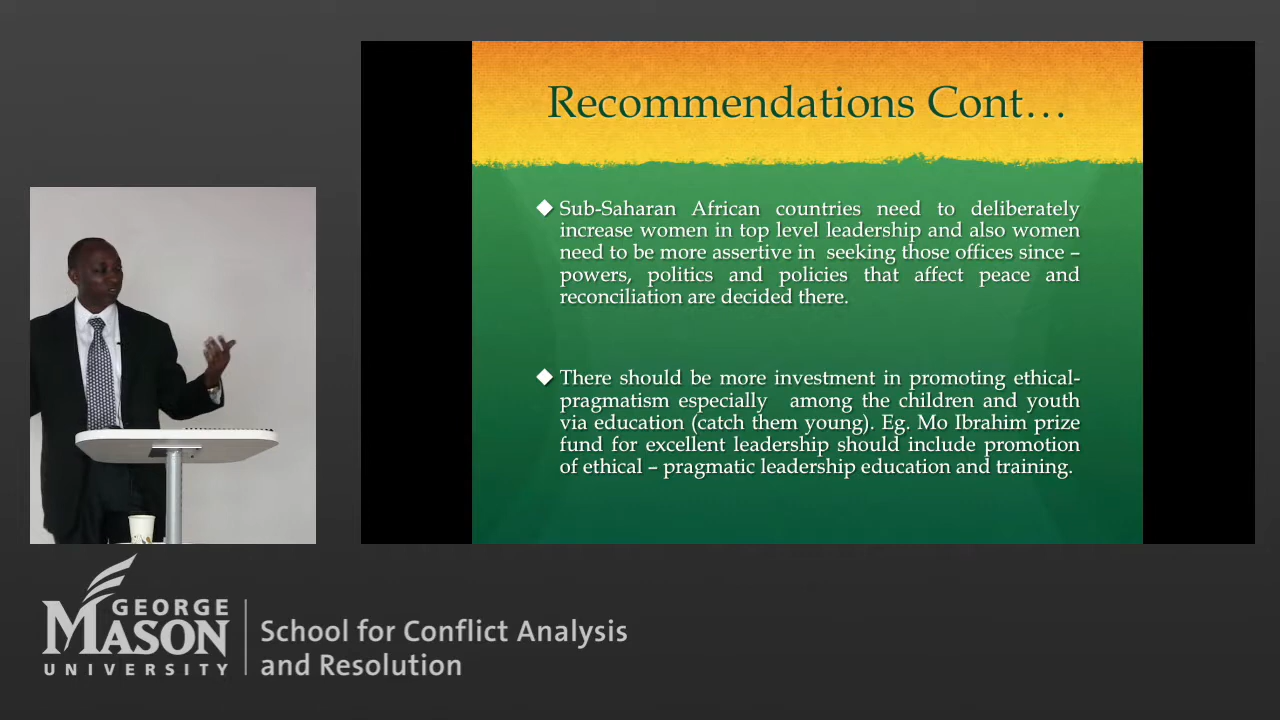 Recommendations Cont…
◆ Sub-Saharan African countries need to deliberately
increase women in top level leadership and also women
need to be more assertive in seeking those offices since –
powers, politics and policies that affect peace and
reconciliation are decided there.
◆ There should be more investment in promoting ethical-
pragmatism especially among the children and youth
via education (catch them young). Eg. Mo Ibrahim prize
fund for excellent leadership should include promotion
of ethical – pragmatic leadership education and training.
GEORGE
MASON
UNIVERSITY
School for Conflict Analysis
and Resolution